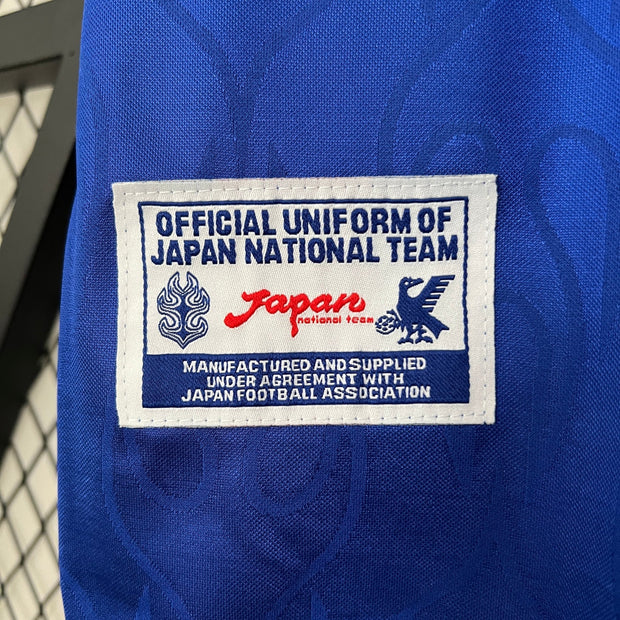 OFFICIAL UNIFORM OF
JAPAN NATIONAL TEAM
Japan
national team
MANUFACTURED AND SUPPLIED
UNDER AGREEMENT WITH
JAPAN FOOTBALL ASSOCIATION